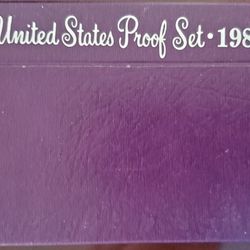 United States Proof Set · 198